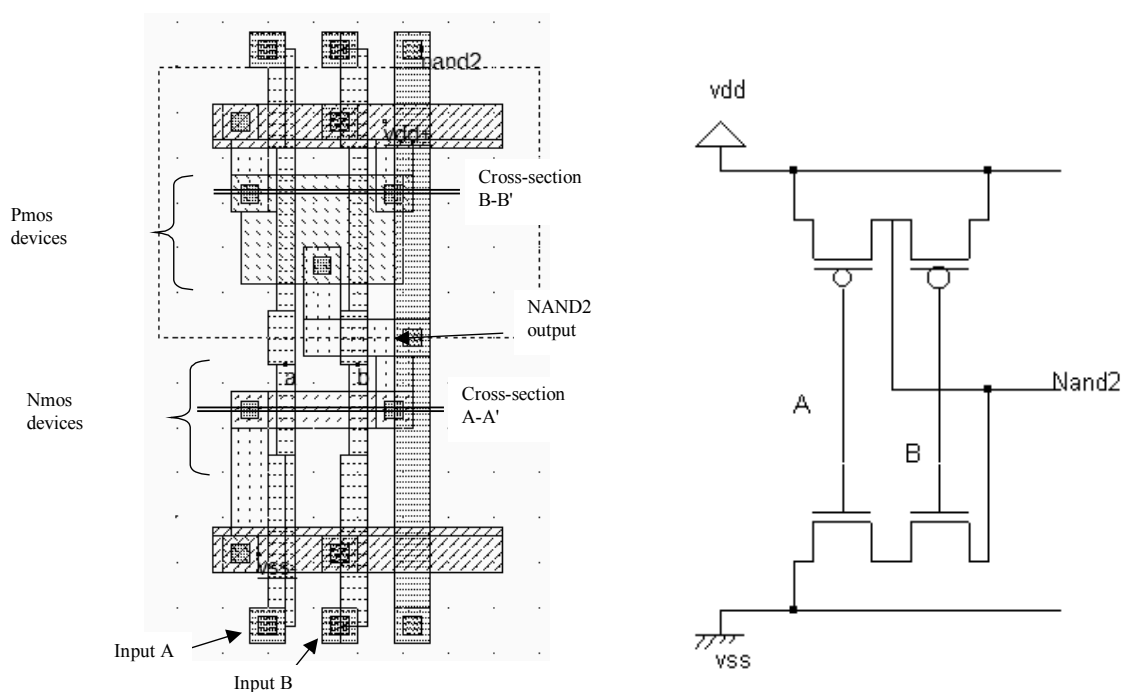 nand2
vdd+
Cross-section
B-B'
Pmos
devices
NAND2
output
a
b
Nmos
devices
Cross-section
A-A'
vss-
Input A
Input B
vdd
Nand2
A
B
vss